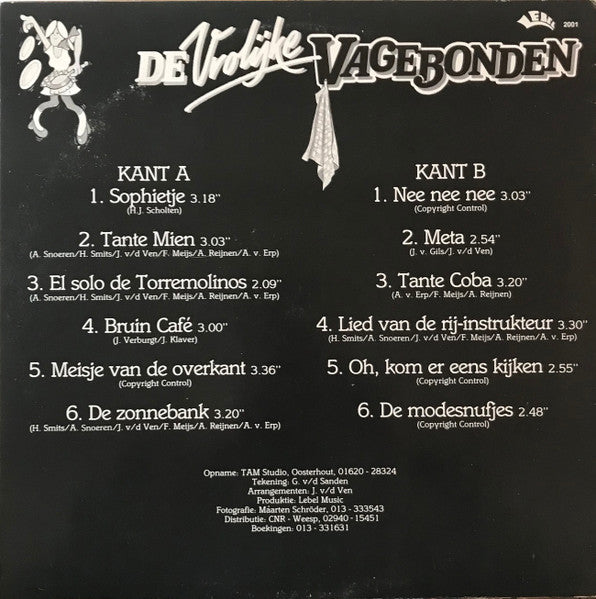 LEBEL
2001
DE Vrolijke VAGEBONDEN
KANT A
1. Sophietje 3.18"
(H.J. Scholten)
2. Tante Mien 3.03"
(A. Snoeren/H. Smits/J. v/d Ven/F. Meijs/A. Reijnen/A. v. Erp)
3. El solo de Torremolinos 2.09"
(A. Snoeren/H. Smits/J. v/d Ven/F. Meijs/A. Reijnen/A. v. Erp)
4. Bruin Café 3.00"
(J. Verburgt/J. Klaver)
5. Meisje van de overkant 3.36"
(Copyright Control)
6. De zonnebank 3.20"
(H. Smits/A. Snoeren/J. v/d Ven/F. Meijs/A. Reijnen/A. v. Erp)
KANT B
1. Nee nee nee 3.03"
(Copyright Control)
2. Meta 2.54"
(J. v. Gils/J. v/d Ven)
3. Tante Coba 3.20"
(A. v. Erp/F. Meijs/A. Reijnen)
4. Lied van de rij-instrukteur 3.30"
(H. Smits/A. Snoeren/J. v/d Ven/F. Meijs/A. Reijnen/A. v. Erp)
5. Oh, kom er eens kijken 2.55"
(Copyright Control)
6. De modesnufjes 2.48"
(Copyright Control)
Opname: TAM Studio, Oosterhout, 01620 - 28324
Tekening: G. v/d Sanden
Arrangementen: J. v/d Ven
Produktie: Lebel Music
Fotografie: Maarten Schröder, 013 - 333543
Distributie: CNR - Weesp, 02940 - 15451
Boekingen: 013 - 331631